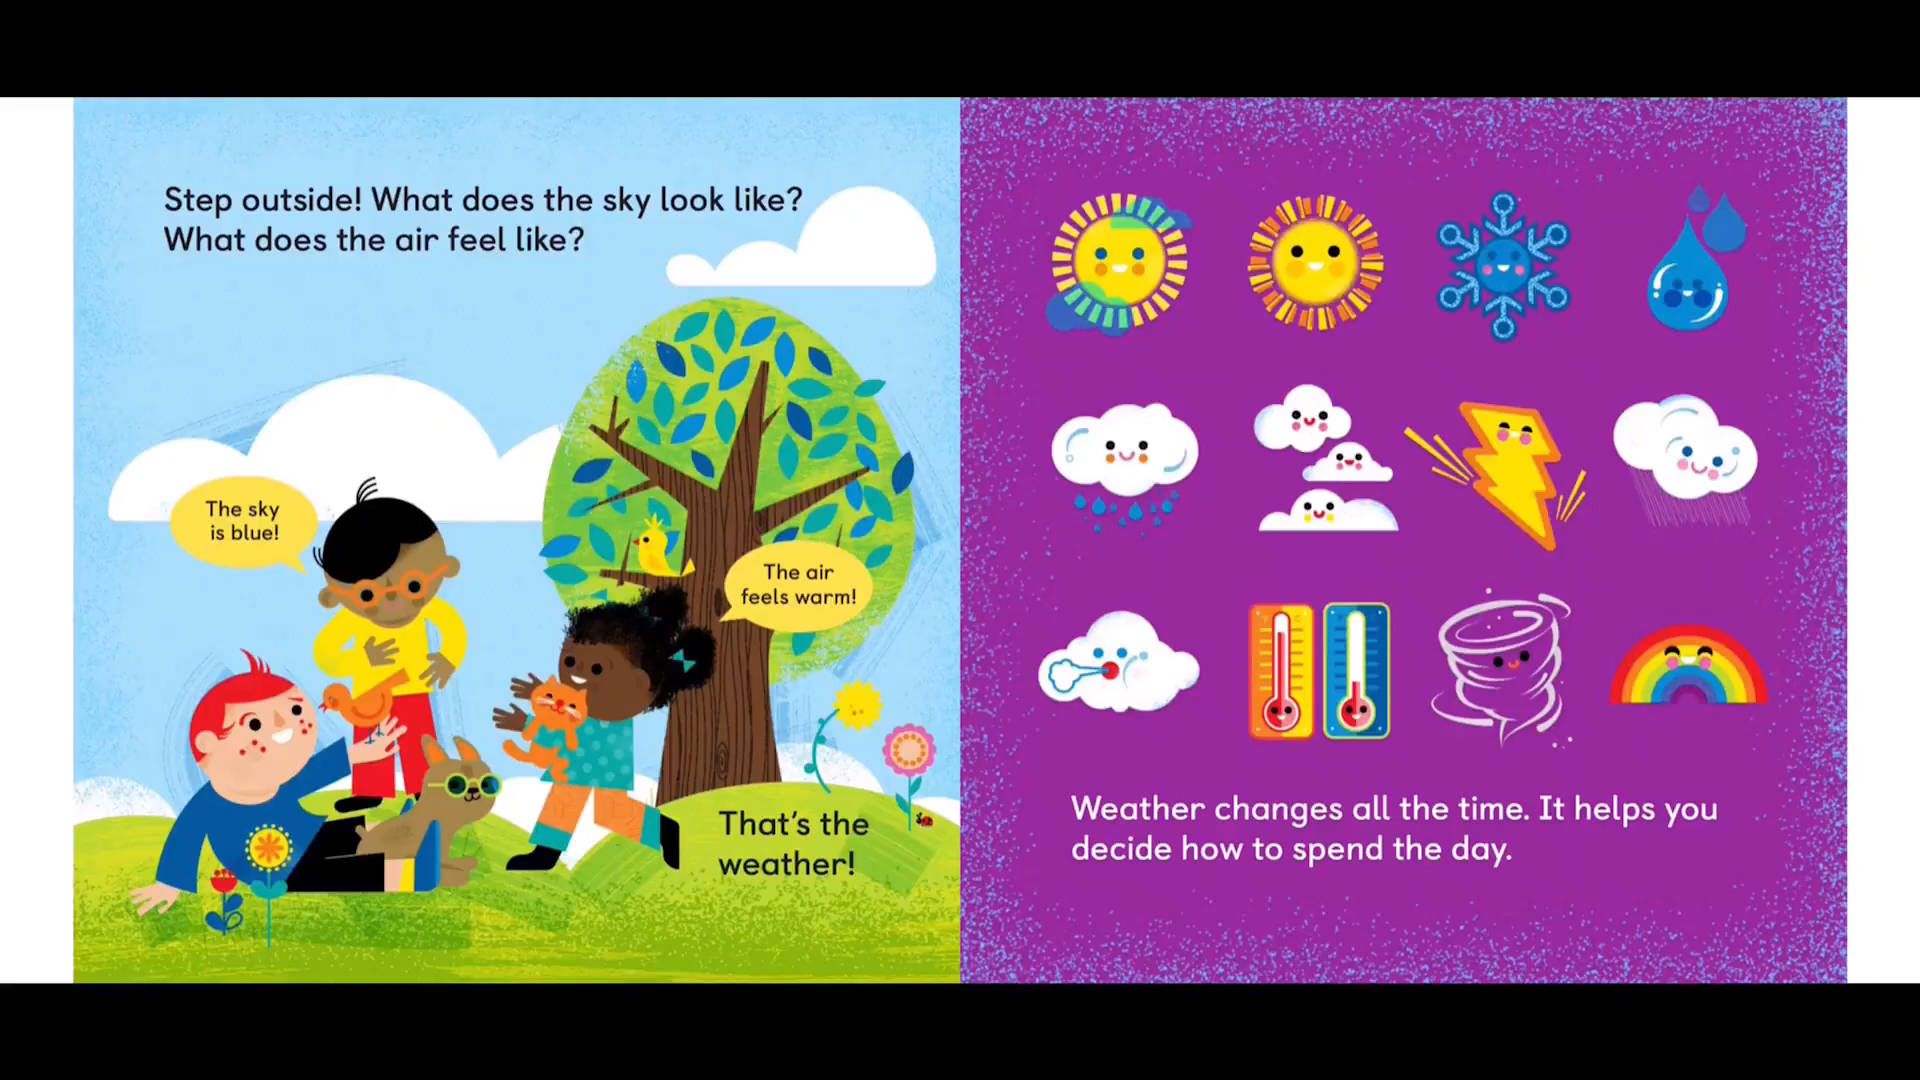 Step outside! What does the sky look like?
What does the air feel like?
The sky
is blue!
The air
feels warm!
That's the
weather!
Weather changes all the time. It helps you
decide how to spend the day.